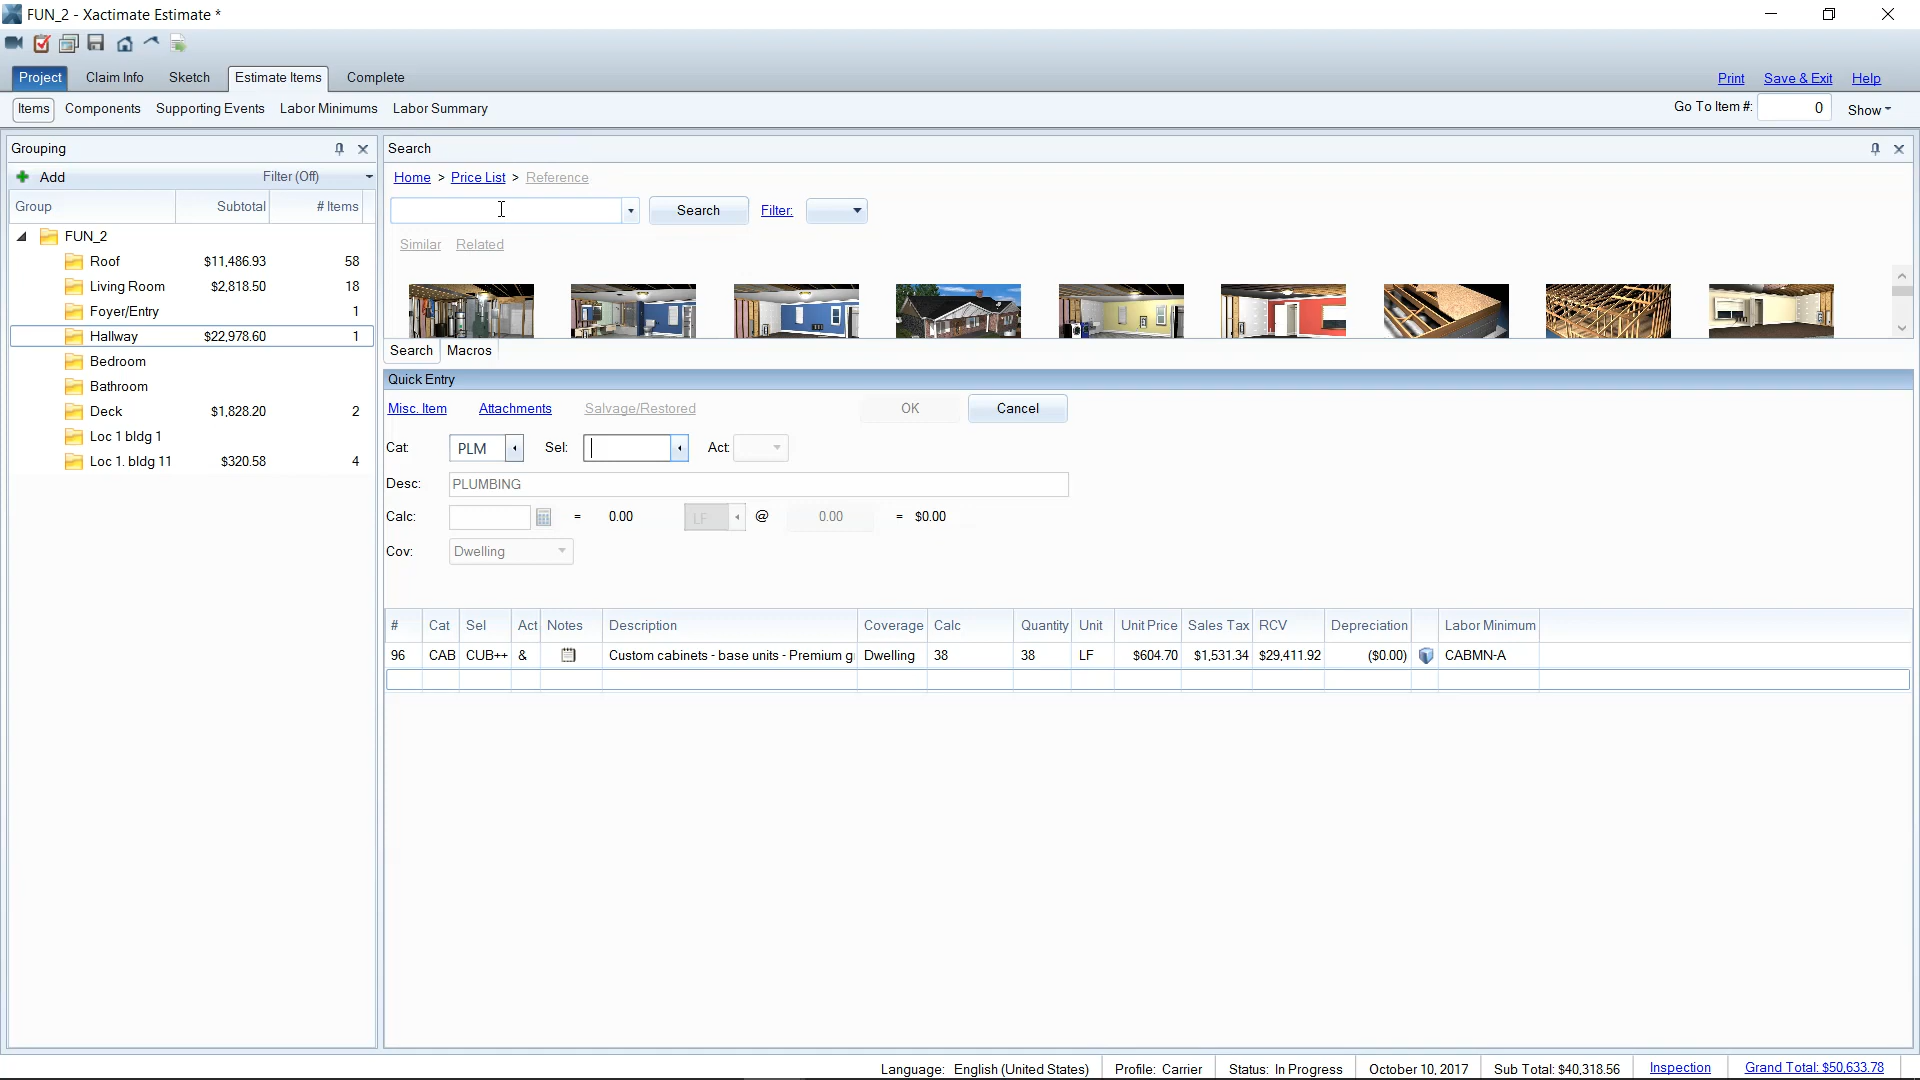 FUN_2 - Xactimate Estimate *
Project Claim Info Sketch Estimate Items Complete Print Save & Exit Help
Items Components Supporting Events Labor Minimums Labor Summary Go To Item #: 0 Show
Grouping
Add Filter (Off)
Group Subtotal # Items
FUN_2
Roof $11,486.93 58
Living Room $2,818.50 18
Foyer/Entry 1
Hallway $22,978.60 1
Bedroom
Bathroom
Deck $1,828.20 2
Loc 1 bldg 1
Loc 1. bldg 11 $320.58 4
Search
Home > Price List > Reference
Search Filter:
Similar Related
Search Macros
Quick Entry
Misc. Item Attachments Salvage/Restored OK Cancel
Cat: PLM Sel: Act:
Desc: PLUMBING
Calc: = 0.00 LF @ 0.00 = $0.00
Cov: Dwelling
# Cat Sel Act Notes Description Coverage Calc Quantity Unit Unit Price Sales Tax RCV Depreciation Labor Minimum
96 CAB CUB++ & Custom cabinets - base units - Premium g Dwelling 38 38 LF $604.70 $1,531.34 $29,411.92 ($0.00) CABMN-A
Language: English (United States) Profile: Carrier Status: In Progress October 10, 2017 Sub Total: $40,318.56 Inspection Grand Total: $50,633.78